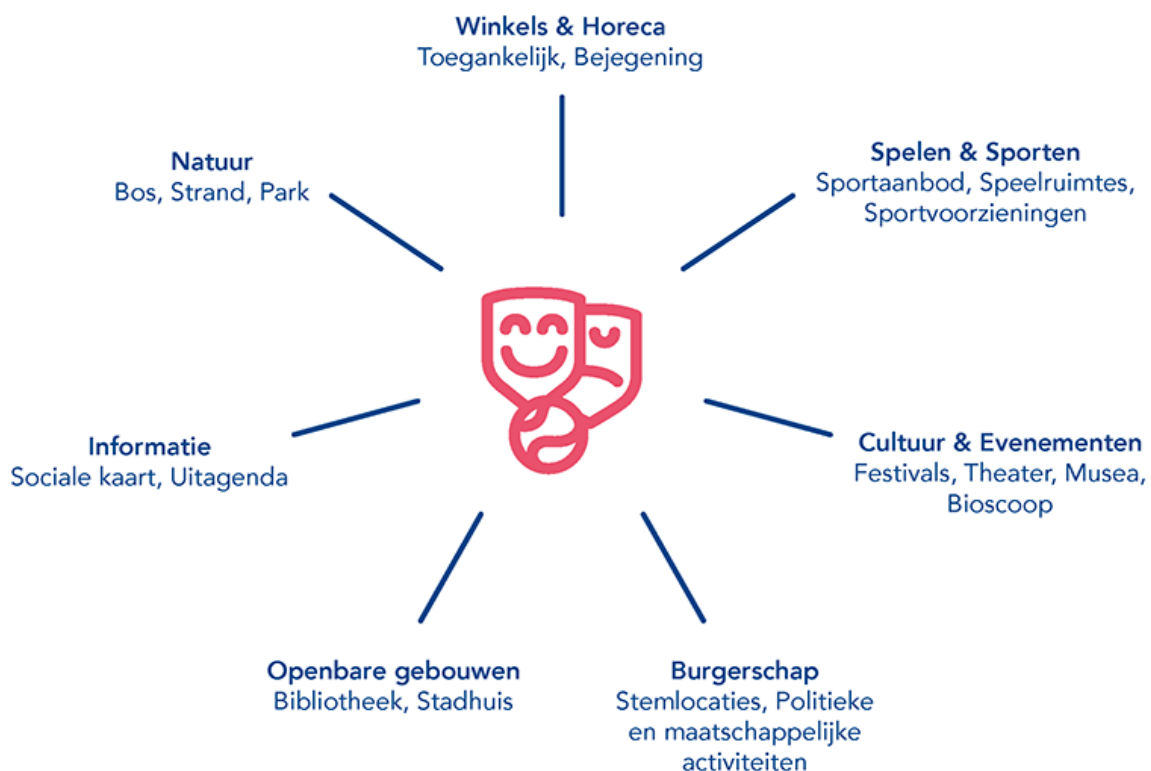 Winkels & Horeca
Toegankelijk, Bejegening
Natuur
Bos, Strand, Park
Spelen & Sporten
Sportaanbod, Speelruimtes,
Sportvoorzieningen
Informatie
Sociale kaart, Uitagenda
Cultuur & Evenementen
Festivals, Theater, Musea,
Bioscoop
Openbare gebouwen
Bibliotheek, Stadhuis
Burgerschap
Stemlocaties, Politieke
en maatschappelijke
activiteiten